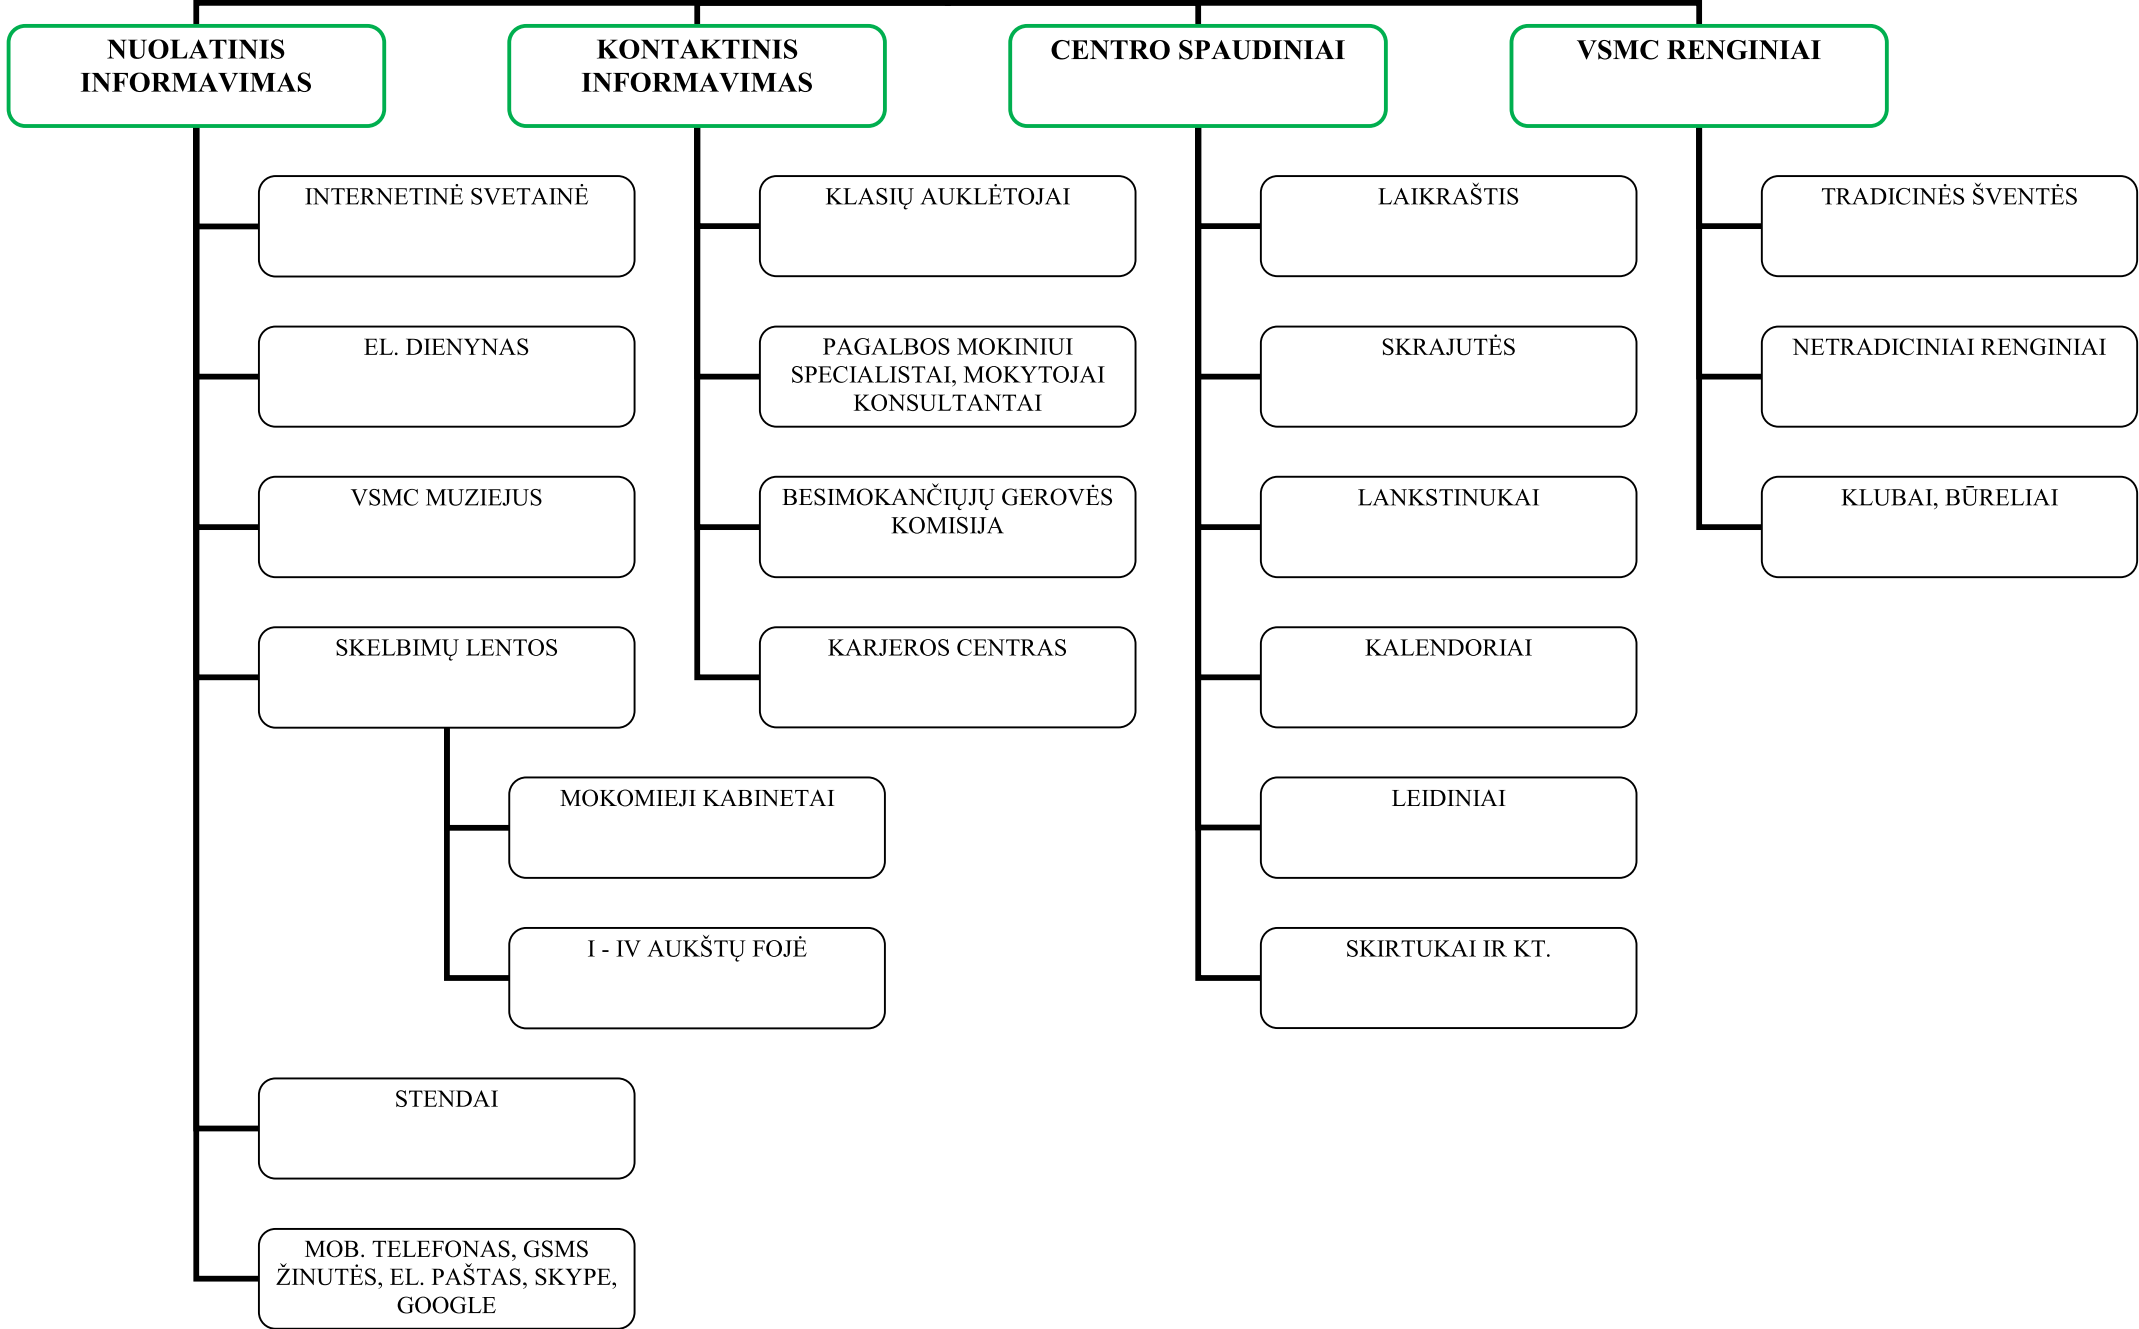 NUOLATINIS
INFORMAVIMAS
INTERNETINĖ SVETAINĖ
EL. DIENYNAS
VSMC MUZIEJUS
SKELBIMŲ LENTOS
MOKOMIEJI KABINETAI
I - IV AUKŠTŲ FOJĖ
STENDAI
MOB. TELEFONAS, GSMS
ŽINUTĖS, EL. PAŠTAS, SKYPE,
GOOGLE
KONTAKTINIS
INFORMAVIMAS
KLASIŲ AUKLĖTOJAI
PAGALBOS MOKINIUI
SPECIALISTAI, MOKYTOJAI
KONSULTANTAI
BESIMOKANČIŲJŲ GEROVĖS
KOMISIJA
KARJEROS CENTRAS
CENTRO SPAUDINIAI
LAIKRAŠTIS
SKRAJUTĖS
LANKSTINUKAI
KALENDORIAI
LEIDINIAI
SKIRTUKAI IR KT.
VSMC RENGINIAI
TRADICINĖS ŠVENTĖS
NETRADICINIAI RENGINIAI
KLUBAI, BŪRELIAI